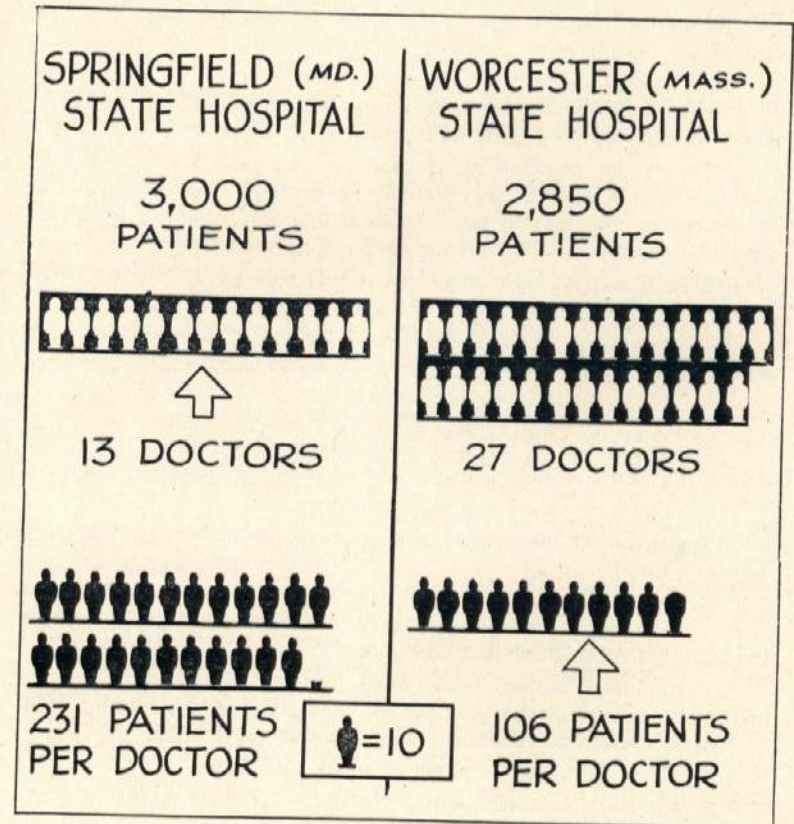 SPRINGFIELD (MD.)
STATE HOSPITAL
3,000
PATIENTS
13 DOCTORS
231 PATIENTS
PER DOCTOR
WORCESTER (MASS.)
STATE HOSPITAL
2,850
PATIENTS
27 DOCTORS
106 PATIENTS
PER DOCTOR
=10